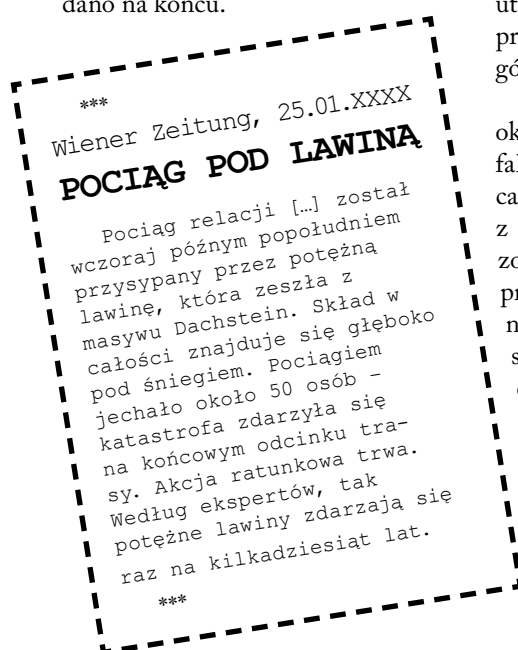 dano na końcu.
***
Wiener Zeitung, 25.01.XXXX
POCIĄG POD LAWINĄ
Pociąg relacji […] został
wczoraj późnym popołudniem
przysypany przez potężną
lawinę, która zeszła z
masywu Dachstein. Skład w
całości znajduje się głęboko
pod śniegiem. Pociągiem
jechało około 50 osób –
katastrofa zdarzyła się
na końcowym odcinku tra-
sy. Akcja ratunkowa trwa.
Według ekspertów, tak
potężne lawiny zdarzają się
raz na kilkadziesiąt lat.
***